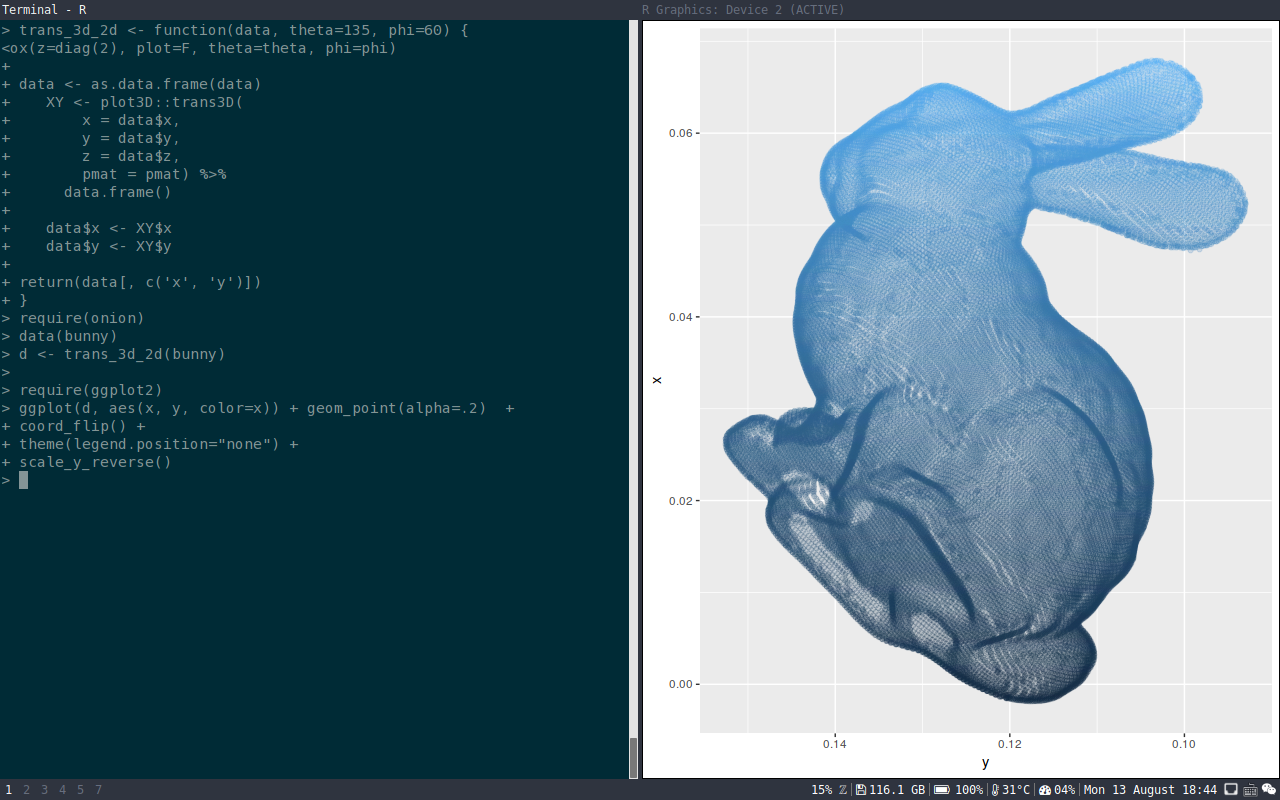 Terminal - R
> trans_3d_2d <- function(data, theta=135, phi=60) {
<ox(z=diag(2), plot=F, theta=theta, phi=phi)
+
+ data <- as.data.frame(data)
+    XY <- plot3D::trans3D(
+        x = data$x,
+        y = data$y,
+        z = data$z,
+        pmat = pmat) %>%
+      data.frame()
+
+    data$x <- XY$x
+    data$y <- XY$y
+
+ return(data[, c('x', 'y')])
+ }
> require(onion)
> data(bunny)
> d <- trans_3d_2d(bunny)
>
> require(ggplot2)
> ggplot(d, aes(x, y, color=x)) + geom_point(alpha=.2)  +
+ coord_flip() +
+ theme(legend.position="none") +
+ scale_y_reverse()
>
R Graphics: Device 2 (ACTIVE)
0.06
0.04
x
0.02
0.00
0.14 0.12 0.10
y
1 2 3 4 5 7
15% ℤ 116.1 GB 100% 31°C 04% Mon 13 August 18:44